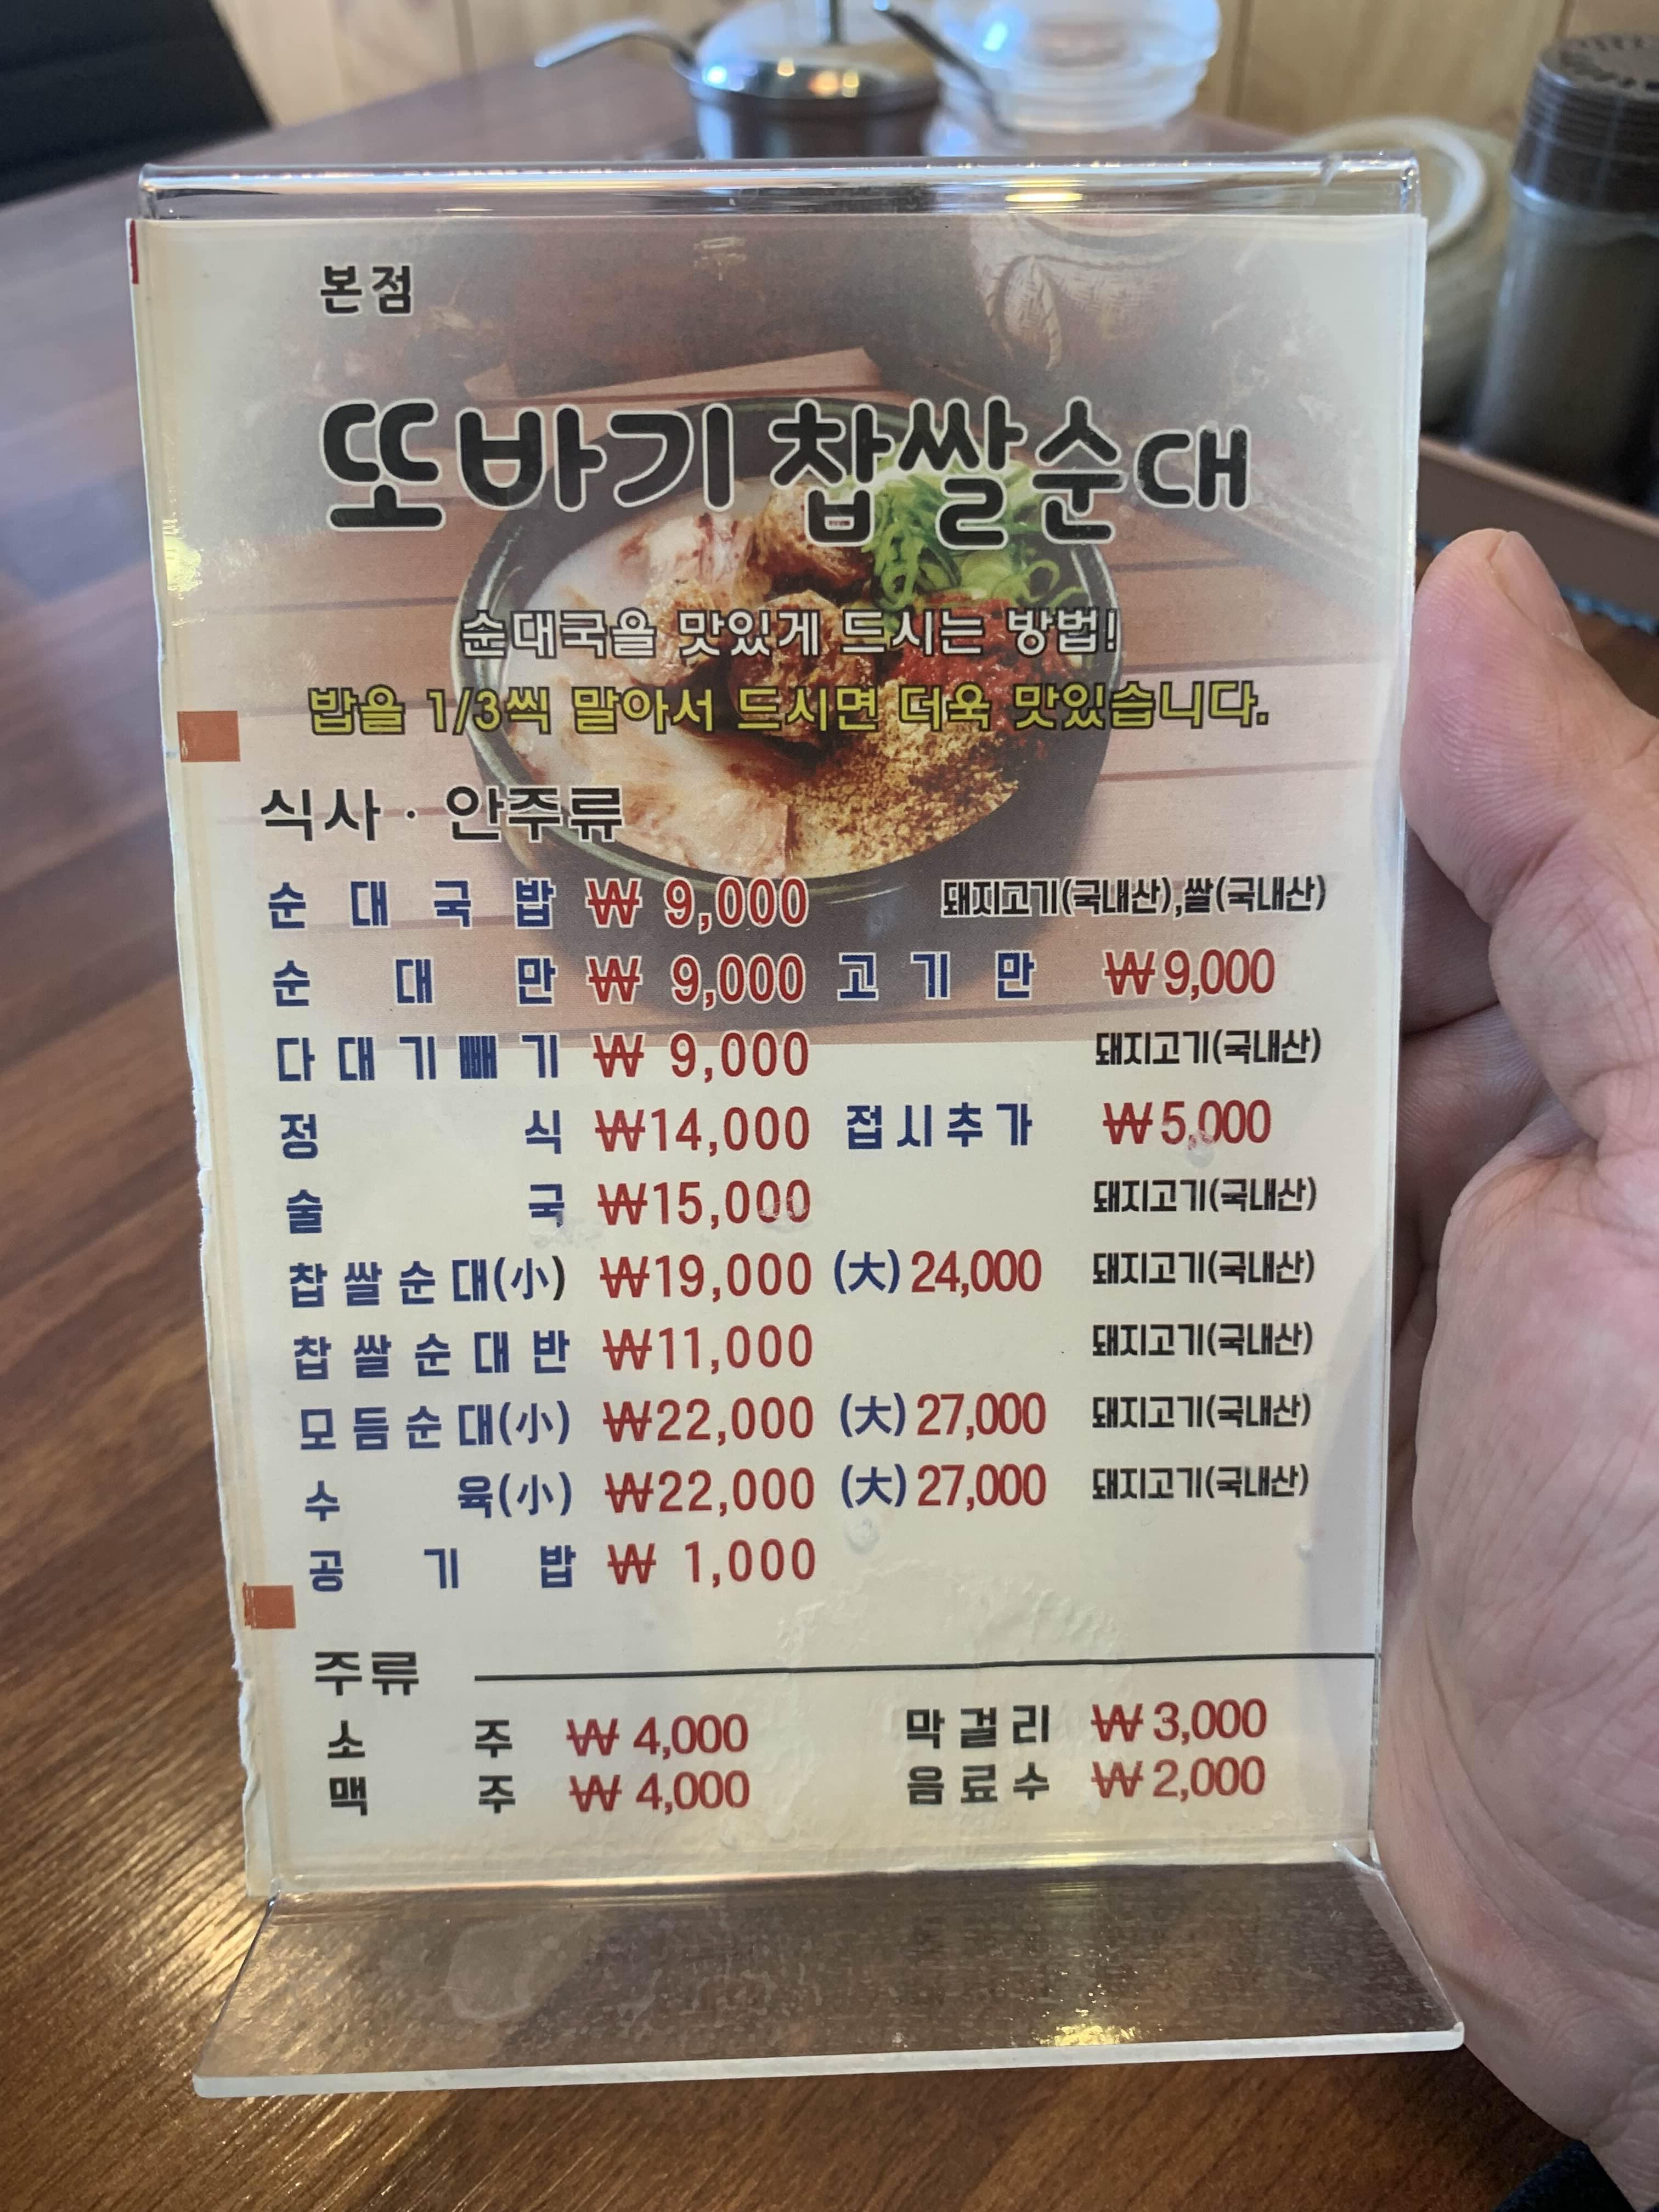 본점
또바기 찹쌀순대
순대국을 맛있게 드시는 방법!
밥을 1/3씩 말아서 드시면 더욱 맛있습니다.
식사 · 안주류
순대국밥 ₩ 9,000 돼지고기(국내산),쌀(국내산)
순대만 ₩ 9,000 고기만 ₩9,000
다대기빼기 ₩ 9,000 돼지고기(국내산)
정식 ₩14,000 접시추가 ₩5,000
술국 ₩15,000 돼지고기(국내산)
찹쌀순대(小) ₩19,000 (大) 24,000 돼지고기(국내산)
찹쌀순대반 ₩11,000 돼지고기(국내산)
모듬순대(小) ₩22,000 (大) 27,000 돼지고기(국내산)
수육(小) ₩22,000 (大) 27,000 돼지고기(국내산)
공기밥 ₩ 1,000
주류
소주 ₩ 4,000 막걸리 ₩ 3,000
맥주 ₩ 4,000 음료수 ₩ 2,000